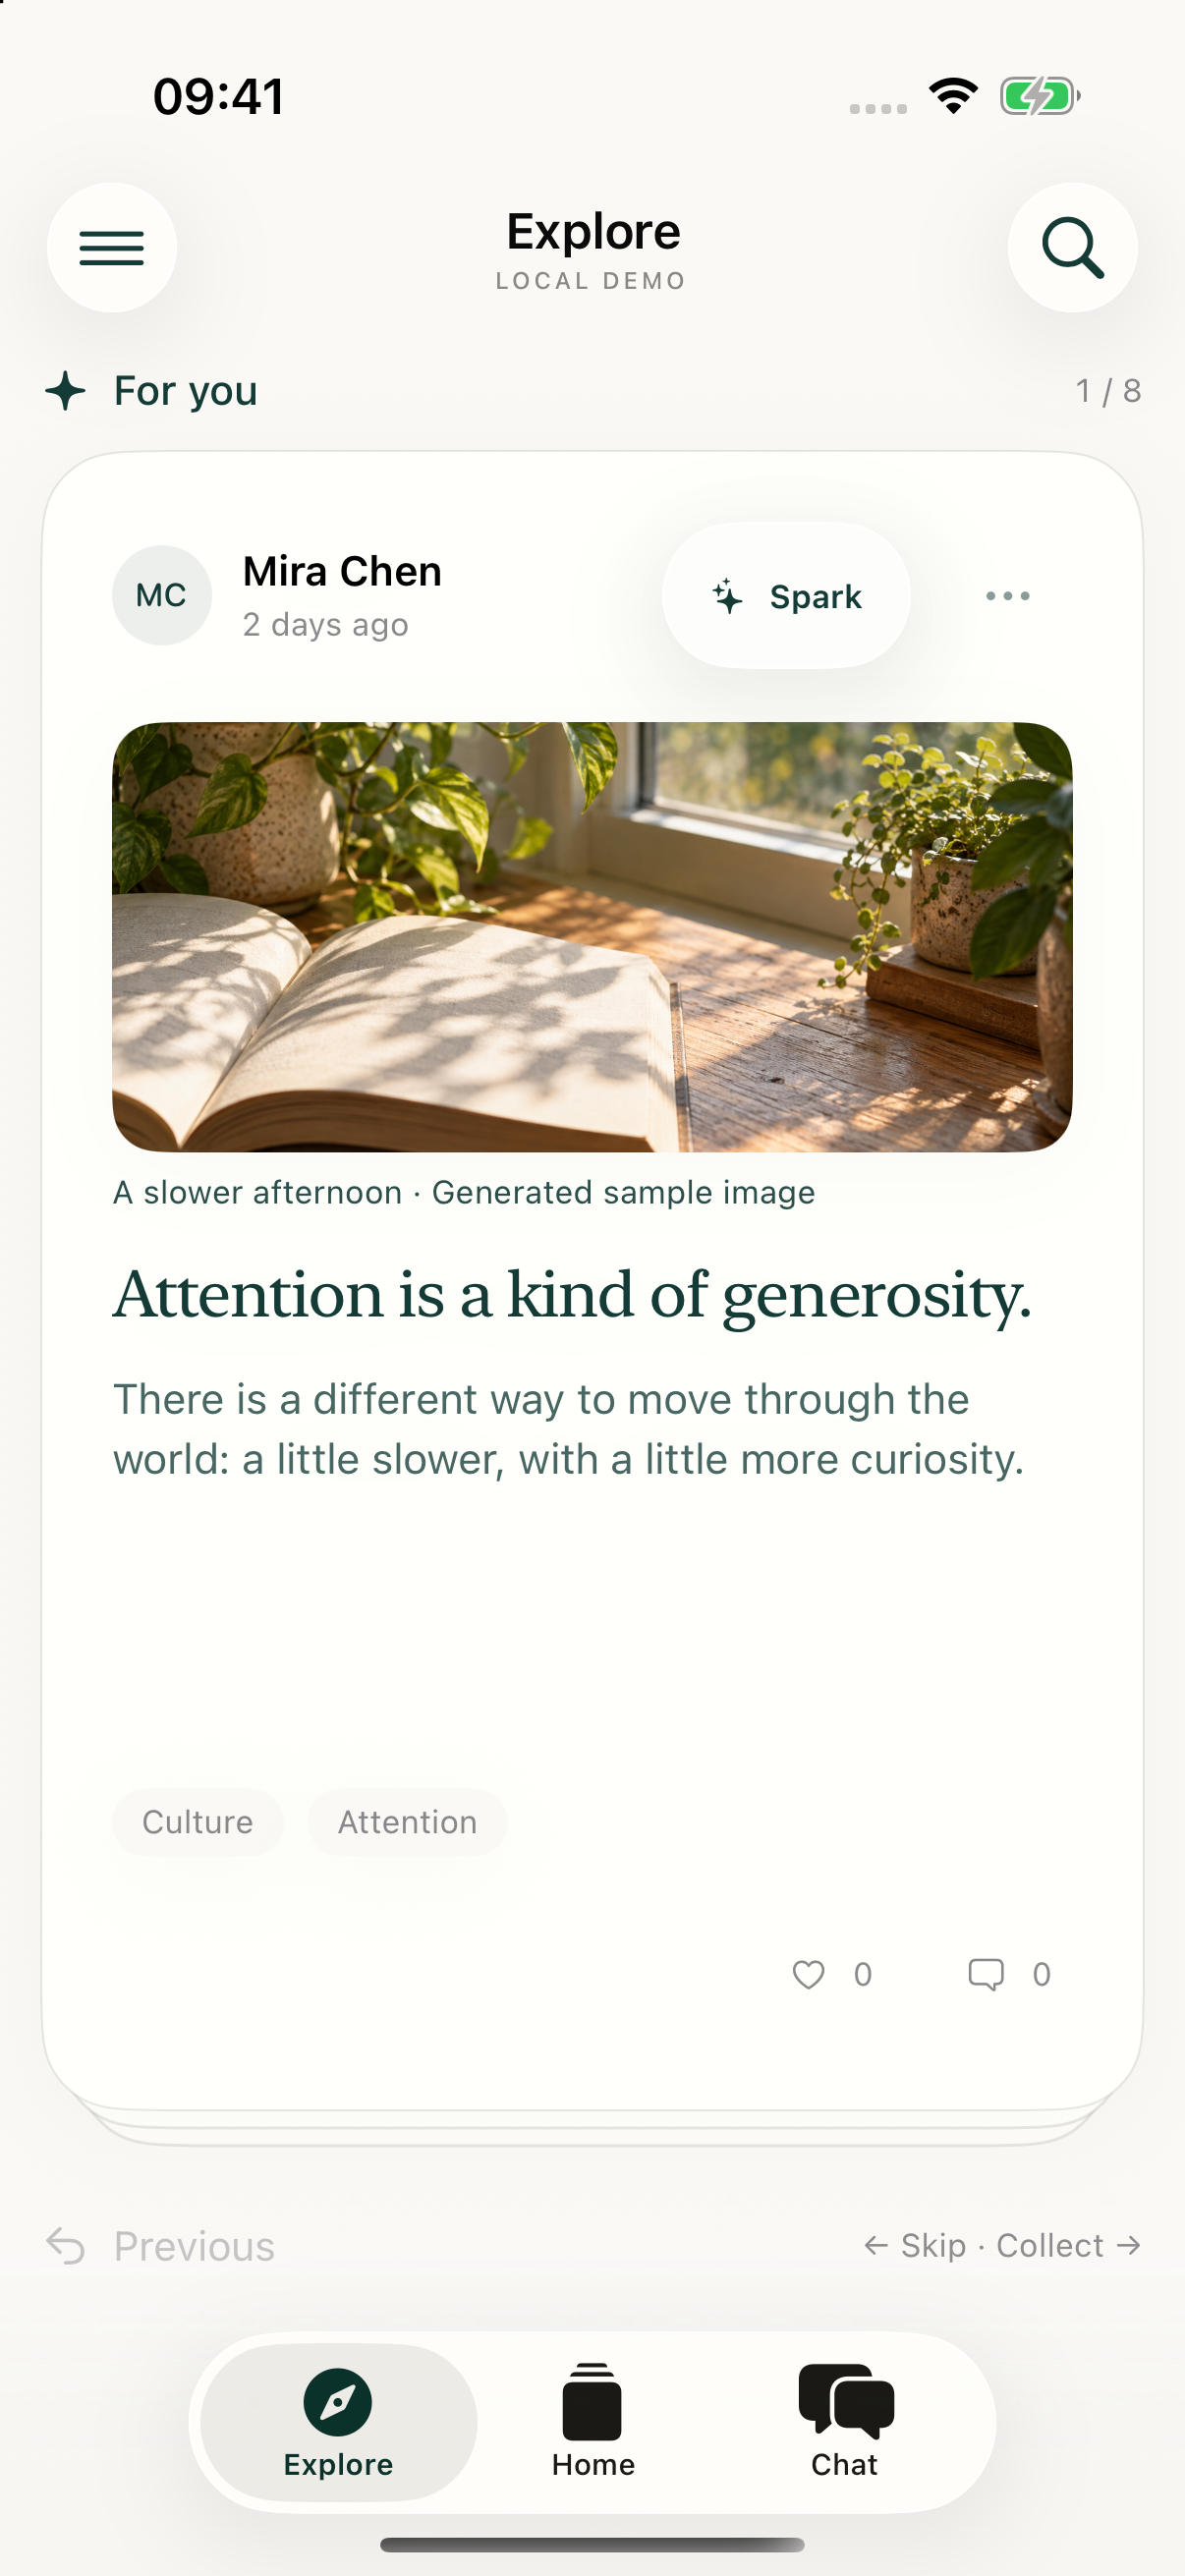 09:41
Explore
LOCAL DEMO
For you
1 / 8
MC
Mira Chen
2 days ago
Spark
A slower afternoon · Generated sample image
Attention is a kind of generosity.
There is a different way to move through the
world: a little slower, with a little more curiosity.
Culture
Attention
0
0
Previous
← Skip · Collect →
Explore
Home
Chat